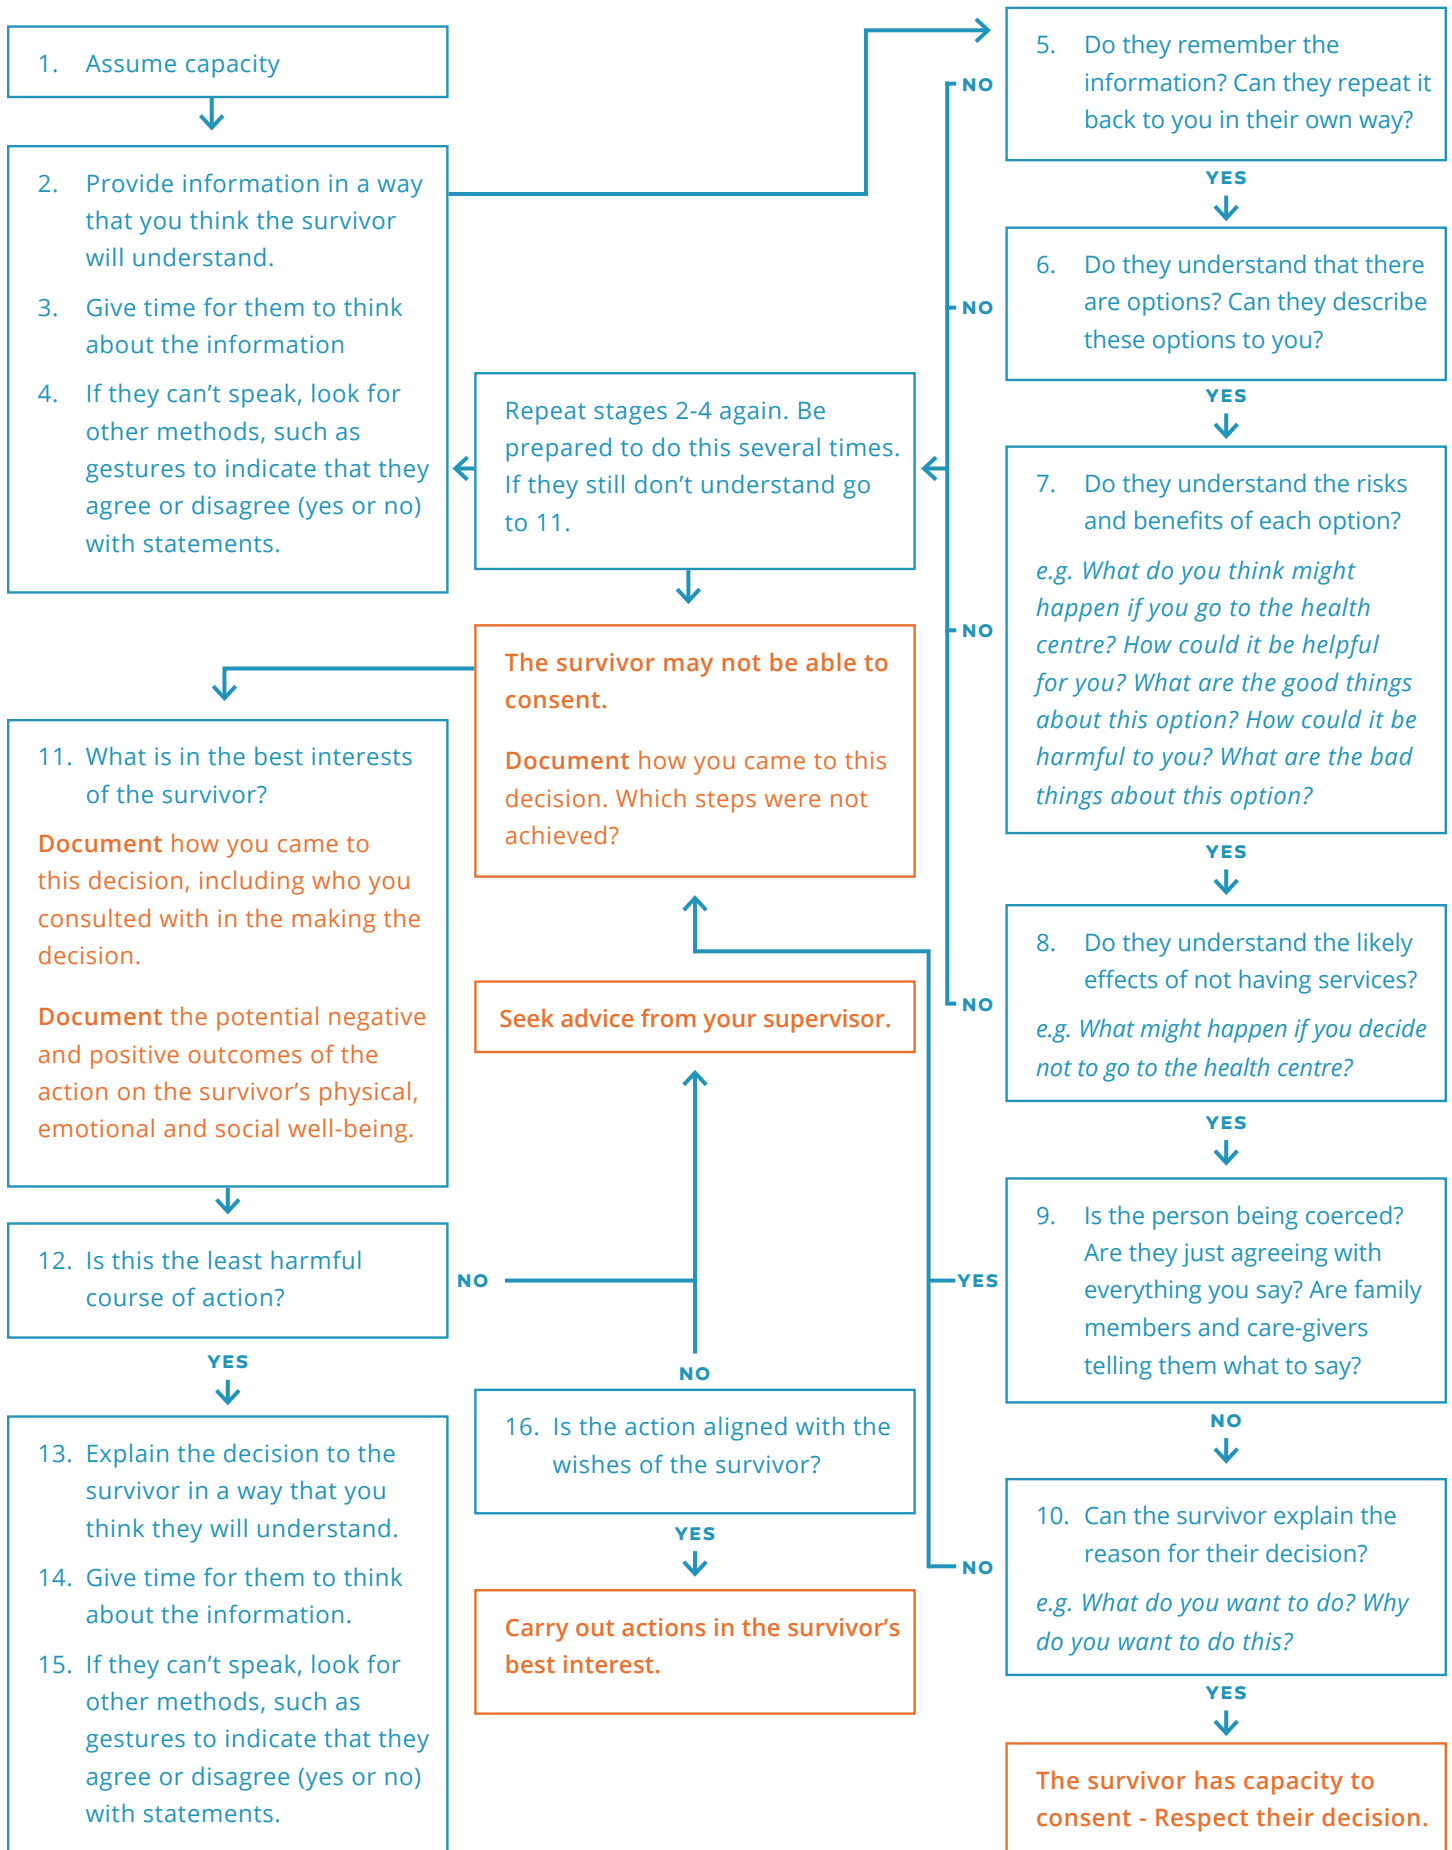 1. Assume capacity
2. Provide information in a way
that you think the survivor
will understand.
3. Give time for them to think
about the information
4. If they can’t speak, look for
other methods, such as
gestures to indicate that they
agree or disagree (yes or no)
with statements.
5. Do they remember the
information? Can they repeat it
back to you in their own way?
NO
YES
6. Do they understand that there
are options? Can they describe
these options to you?
NO
YES
7. Do they understand the risks
and benefits of each option?
e.g. What do you think might
happen if you go to the health
centre? How could it be helpful
for you? What are the good things
about this option? How could it be
harmful to you? What are the bad
things about this option?
NO
YES
8. Do they understand the likely
effects of not having services?
e.g. What might happen if you decide
not to go to the health centre?
NO
YES
9. Is the person being coerced?
Are they just agreeing with
everything you say? Are family
members and care-givers
telling them what to say?
YES
NO
10. Can the survivor explain the
reason for their decision?
e.g. What do you want to do? Why
do you want to do this?
NO
YES
The survivor has capacity to
consent - Respect their decision.
Repeat stages 2-4 again. Be
prepared to do this several times.
If they still don’t understand go
to 11.
The survivor may not be able to
consent.
Document how you came to this
decision. Which steps were not
achieved?
11. What is in the best interests
of the survivor?
Document how you came to
this decision, including who you
consulted with in the making the
decision.
Document the potential negative
and positive outcomes of the
action on the survivor’s physical,
emotional and social well-being.
12. Is this the least harmful
course of action?
NO
YES
Seek advice from your supervisor.
13. Explain the decision to the
survivor in a way that you
think they will understand.
14. Give time for them to think
about the information.
15. If they can’t speak, look for
other methods, such as
gestures to indicate that they
agree or disagree (yes or no)
with statements.
NO
16. Is the action aligned with the
wishes of the survivor?
YES
Carry out actions in the survivor’s
best interest.